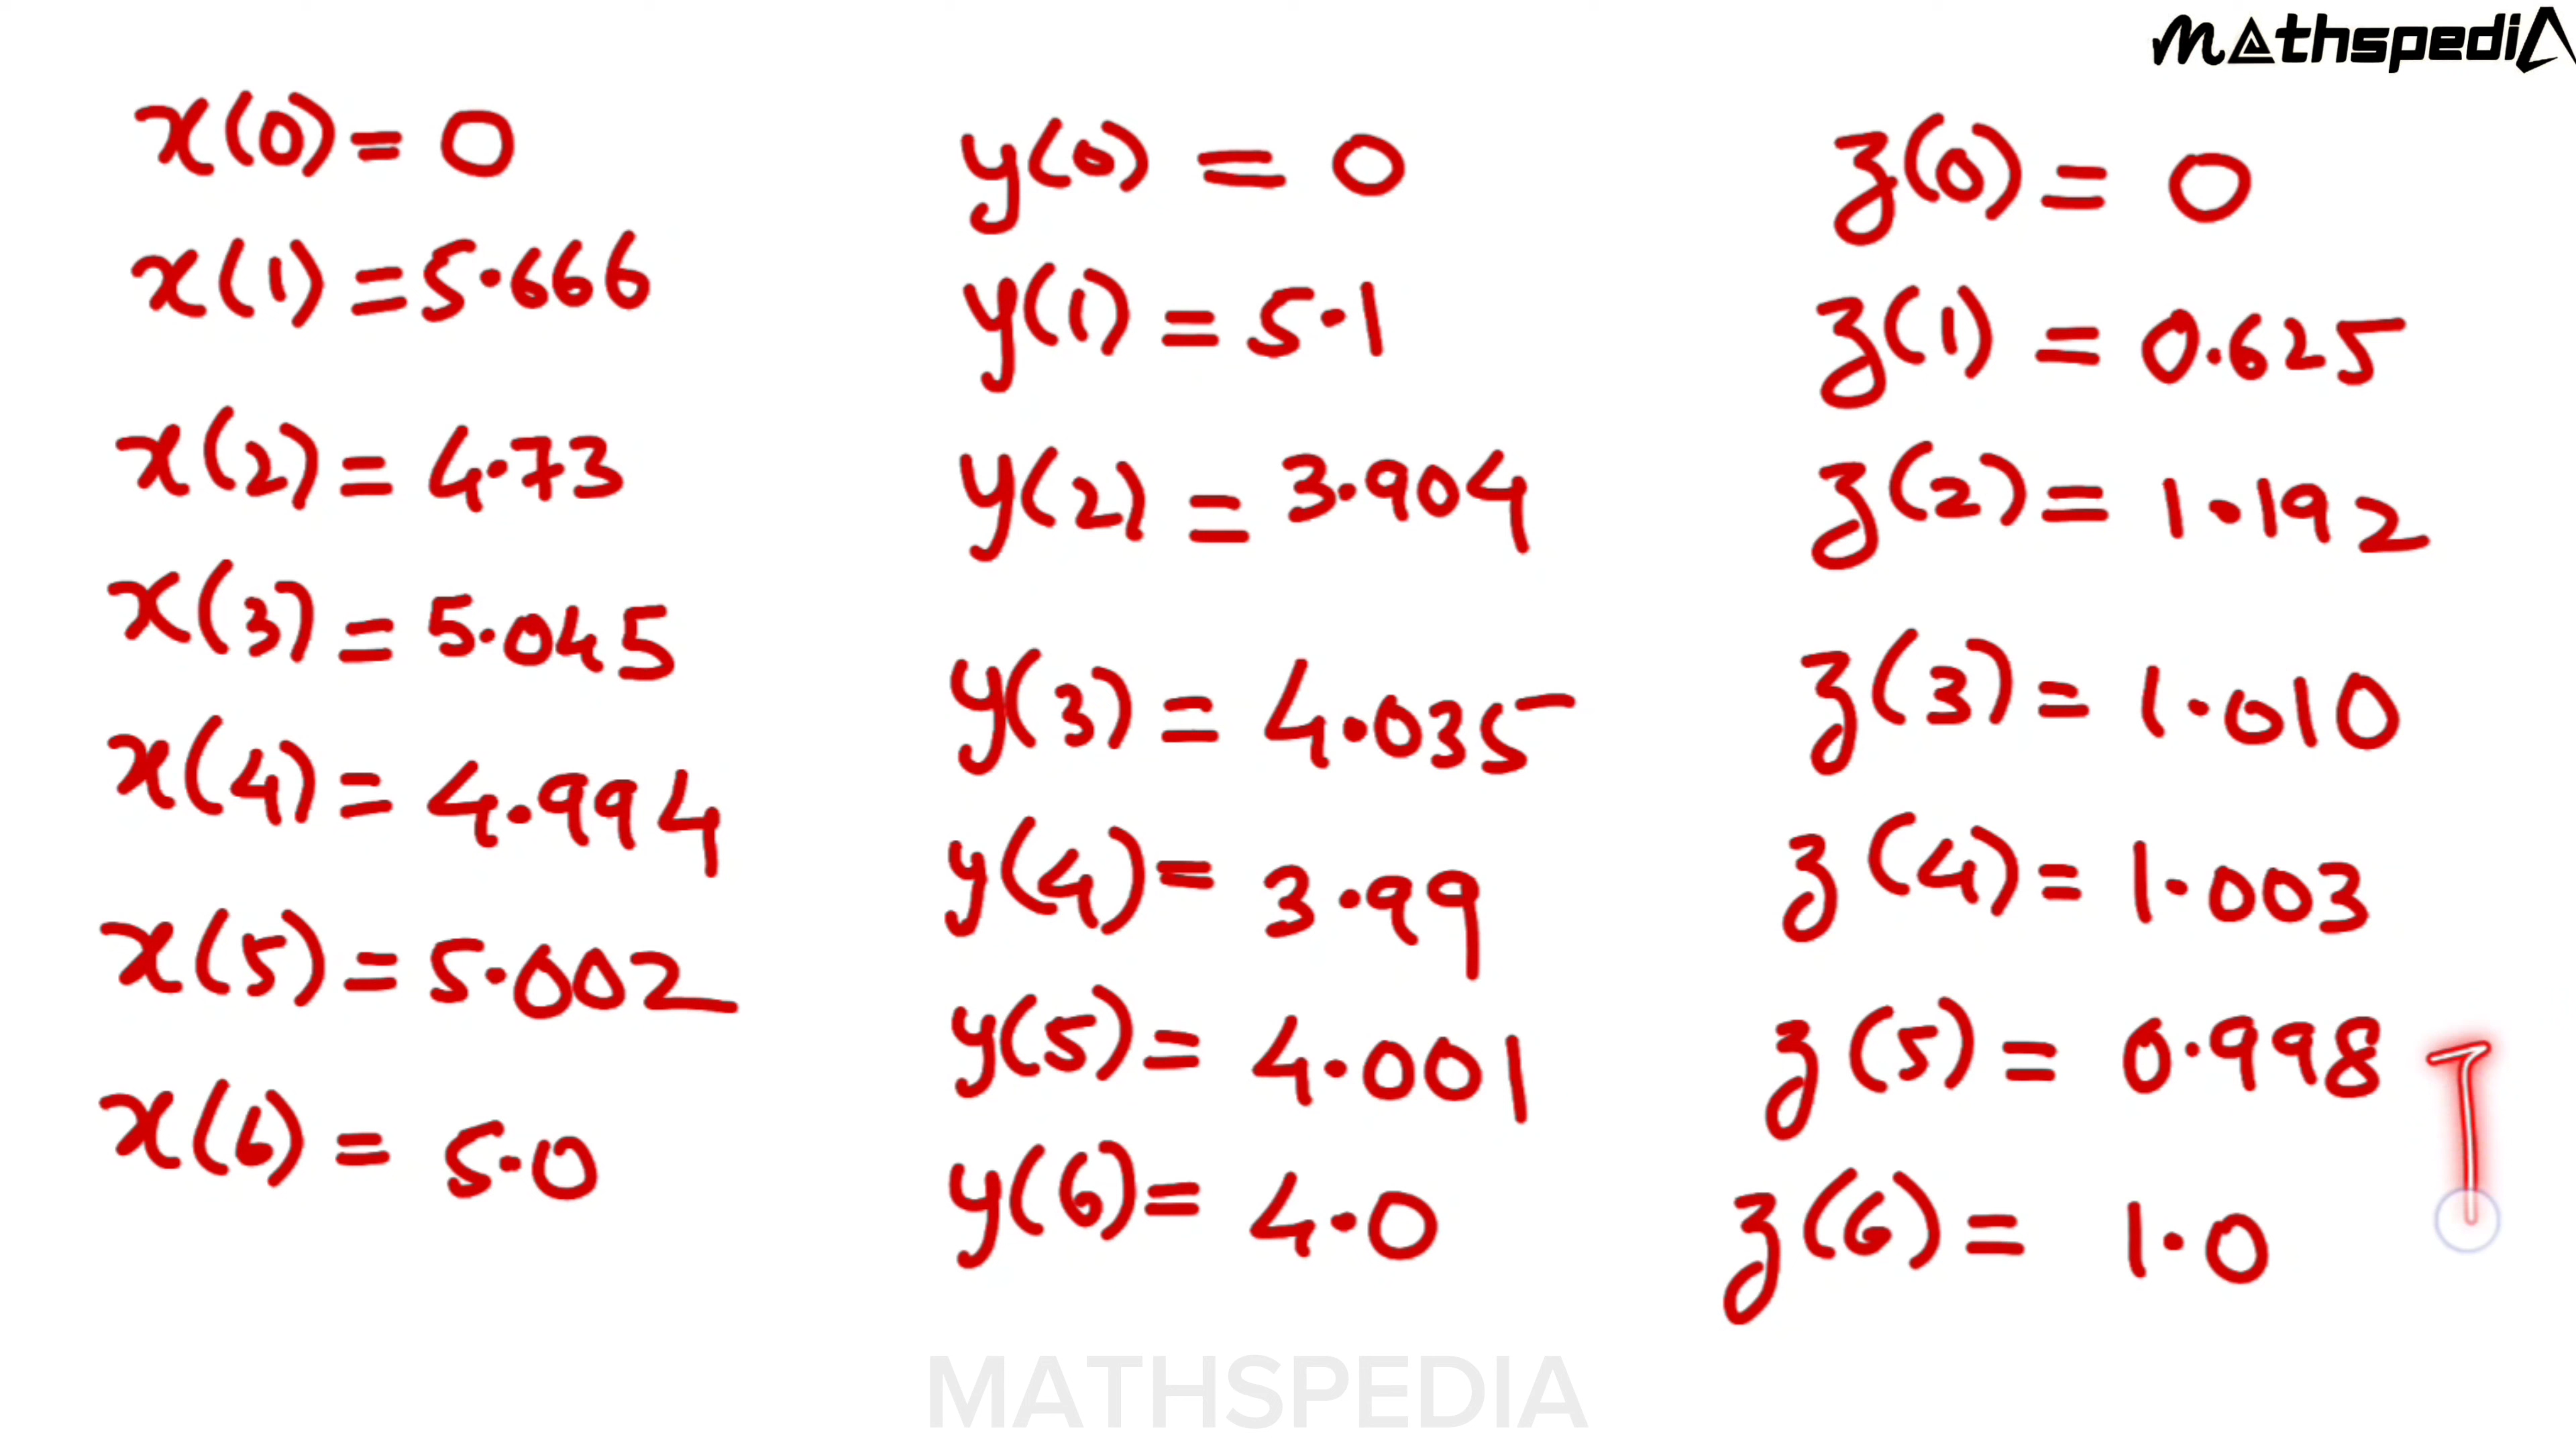 mathspedia
x(0) = 0
x(1) = 5.666
x(2) = 4.73
x(3) = 5.045
x(4) = 4.994
x(5) = 5.002
x(6) = 5.0
y(0) = 0
y(1) = 5.1
y(2) = 3.904
y(3) = 4.035
y(4) = 3.99
y(5) = 4.001
y(6) = 4.0
z(0) = 0
z(1) = 0.625
z(2) = 1.192
z(3) = 1.010
z(4) = 1.003
z(5) = 0.998
z(6) = 1.0
MATHSPEDIA